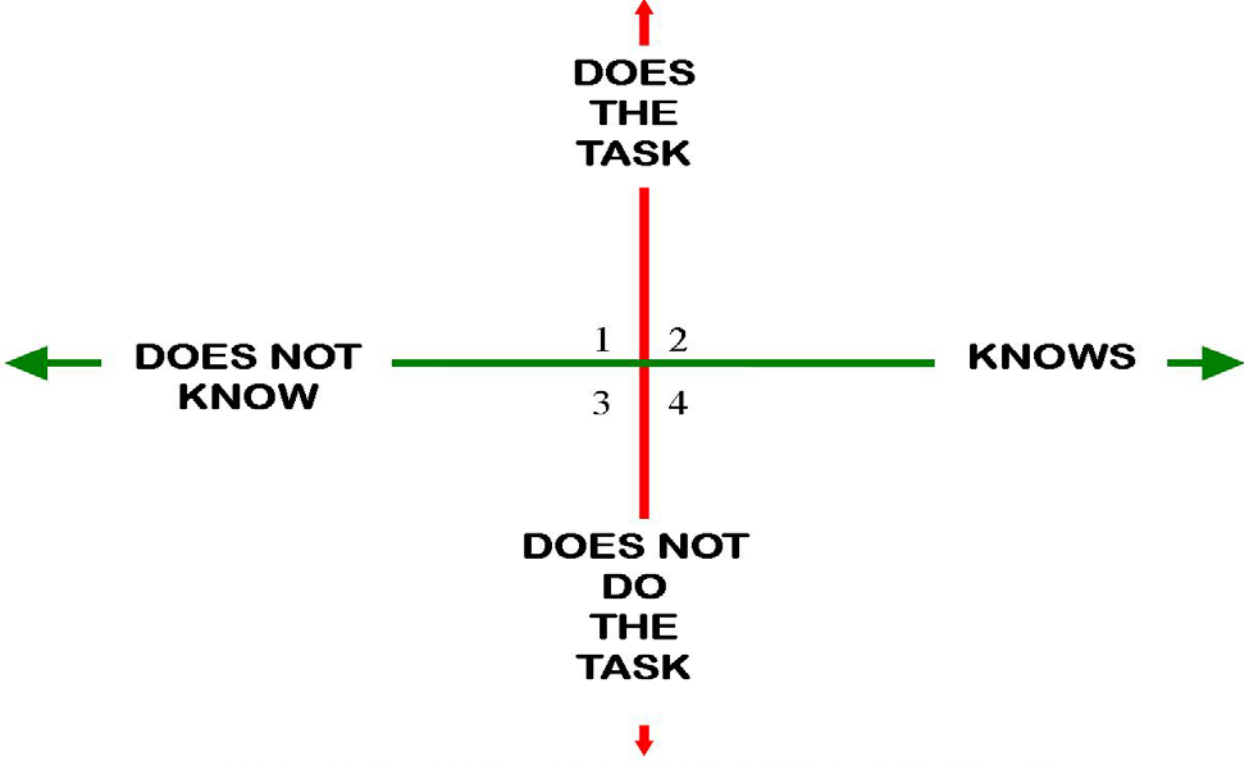 DOES
THE
TASK
1 2
DOES NOT
KNOW
KNOWS
3 4
DOES NOT
DO
THE
TASK